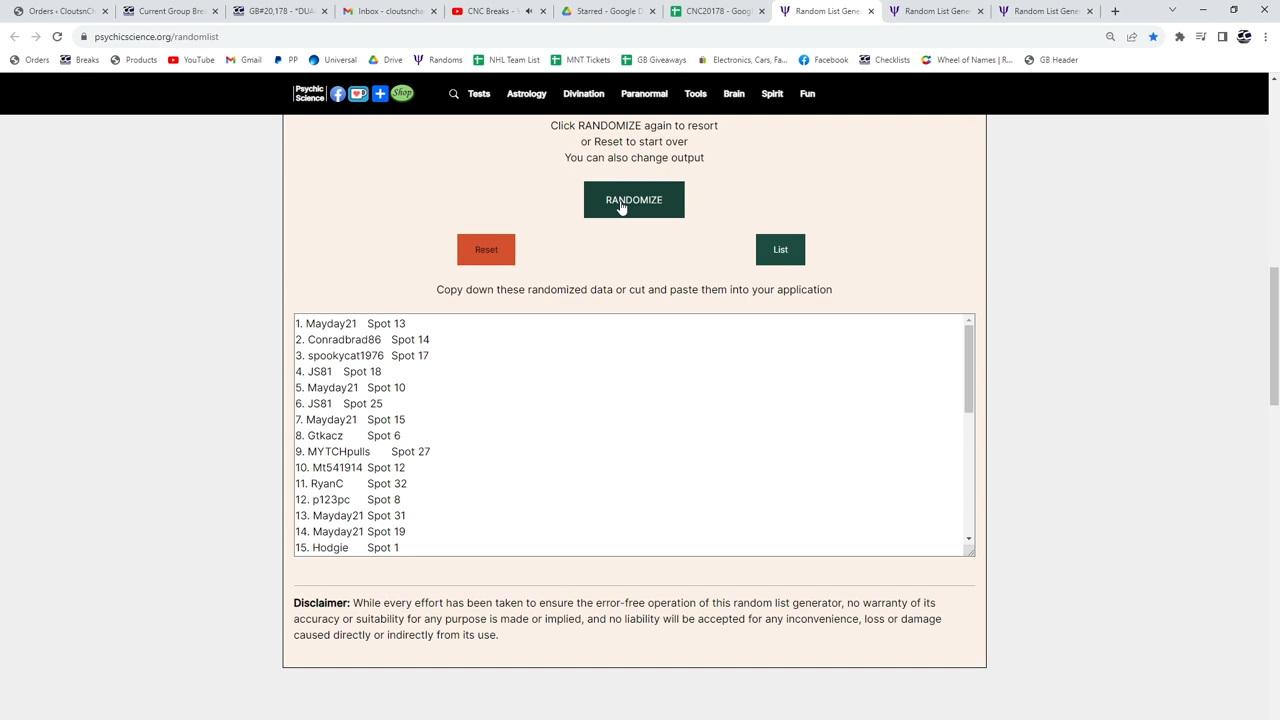 Orders ‹ CloutsnCh
Current Group Brea
GB#20,178 - *DUA
Inbox - cloutsncha
CNC Breaks - Y
Starred - Google D
CNC20178 - Goog
Random List Gene
Random List Gene
Random List Gene
psychicscience.org/randomlist
Orders
Breaks
Products
YouTube
Gmail
PP
Universal
Drive
Randoms
NHL Team List
MNT Tickets
GB Giveaways
Electronics, Cars, Fa...
Facebook
Checklists
Wheel of Names | R...
GB Header
Psychic Science
Shop
Tests
Astrology
Divination
Paranormal
Tools
Brain
Spirit
Fun
Click RANDOMIZE again to resort
or Reset to start over
You can also change output
RANDOMIZE
Reset
List
Copy down these randomized data or cut and paste them into your application
1. Mayday21 Spot 13
2. Conradbrad86 Spot 14
3. spookycat1976 Spot 17
4. JS81 Spot 18
5. Mayday21 Spot 10
6. JS81 Spot 25
7. Mayday21 Spot 15
8. Gtkacz Spot 6
9. MYTCHpulls Spot 27
10. Mt541914 Spot 12
11. RyanC Spot 32
12. p123pc Spot 8
13. Mayday21 Spot 31
14. Mayday21 Spot 19
15. Hodgie Spot 1
Disclaimer: While every effort has been taken to ensure the error-free operation of this random list generator, no warranty of its
accuracy or suitability for any purpose is made or implied, and no liability will be accepted for any inconvenience, loss or damage
caused directly or indirectly from its use.